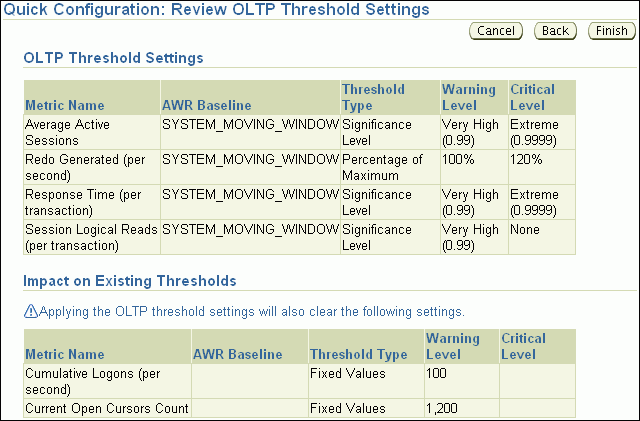 Quick Configuration: Review OLTP Threshold Settings
Cancel Back Finish
OLTP Threshold Settings
Metric Name AWR Baseline Threshold Type Warning Level Critical Level
Average Active Sessions SYSTEM_MOVING_WINDOW Significance Level Very High (0.99) Extreme (0.9999)
Redo Generated (per second) SYSTEM_MOVING_WINDOW Percentage of Maximum 100% 120%
Response Time (per transaction) SYSTEM_MOVING_WINDOW Significance Level Very High (0.99) Extreme (0.9999)
Session Logical Reads (per transaction) SYSTEM_MOVING_WINDOW Significance Level Very High (0.99) None
Impact on Existing Thresholds
Applying the OLTP threshold settings will also clear the following settings.
Metric Name AWR Baseline Threshold Type Warning Level Critical Level
Cumulative Logons (per second) Fixed Values 100
Current Open Cursors Count Fixed Values 1,200